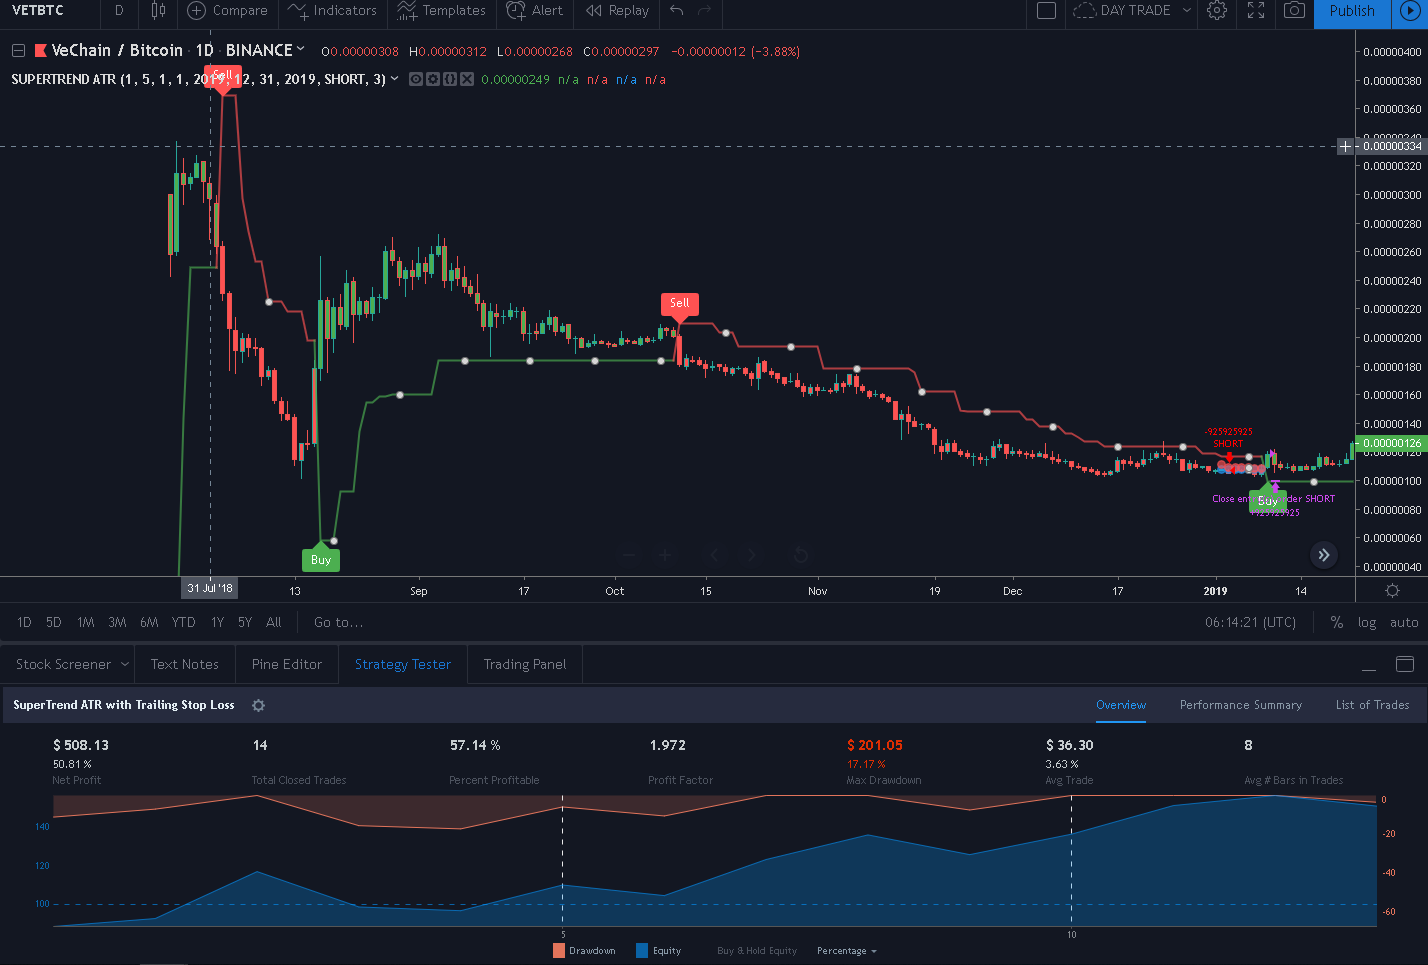 VETBTC D Compare Indicators Templates Alert Replay DAY TRADE Publish
VeChain / Bitcoin · 1D · BINANCE O0.00000308 H0.00000312 L0.00000268 C0.00000297 -0.00000012 (-3.88%)
SUPERTREND ATR (1, 5, 1, 1, 2019, 12, 31, 2019, SHORT, 3) 0.00000249 n/a n/a n/a n/a
Sell
Sell
Buy
-925925925
SHORT
Buy
Close entry order SHORT
+925925925
0.00000400
0.00000380
0.00000360
0.00000340
0.00000334
0.00000320
0.00000300
0.00000280
0.00000260
0.00000240
0.00000220
0.00000200
0.00000180
0.00000160
0.00000140
0.00000126
0.00000120
0.00000100
0.00000080
0.00000060
0.00000040
31 Jul '18 13 Sep 17 Oct 15 Nov 19 Dec 17 2019 14
1D 5D 1M 3M 6M YTD 1Y 5Y All Go to... 06:14:21 (UTC) % log auto
Stock Screener Text Notes Pine Editor Strategy Tester Trading Panel
SuperTrend ATR with Trailing Stop Loss Overview Performance Summary List of Trades
$ 508.13 14 57.14 % 1.972 $ 201.05 $ 36.30 8
50.81 % 17.17 % 3.63 %
Net Profit Total Closed Trades Percent Profitable Profit Factor Max Drawdown Avg Trade Avg # Bars in Trades
140
120
100
0
-20
-40
-60
5 10
Drawdown Equity Buy & Hold Equity Percentage